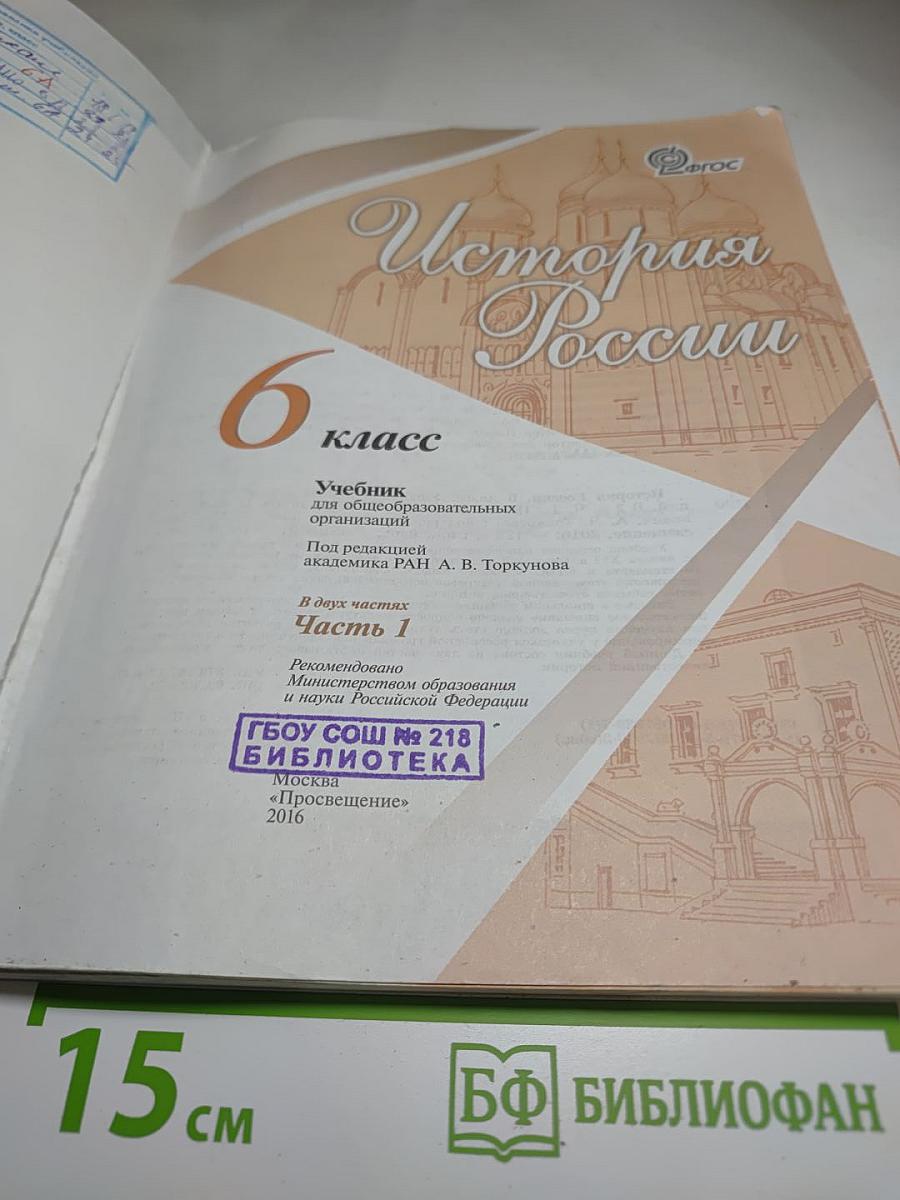 ФГОС
История
России
6 класс
Учебник
для общеобразовательных
организаций
Под редакцией
академика РАН А. В. Торкунова
В двух частях
Часть 1
Рекомендовано
Министерством образования
и науки Российской Федерации
ГБОУ СОШ № 218
БИБЛИОТЕКА
Москва
«Просвещение»
2016
15 см
БФ БИБЛИОФАН